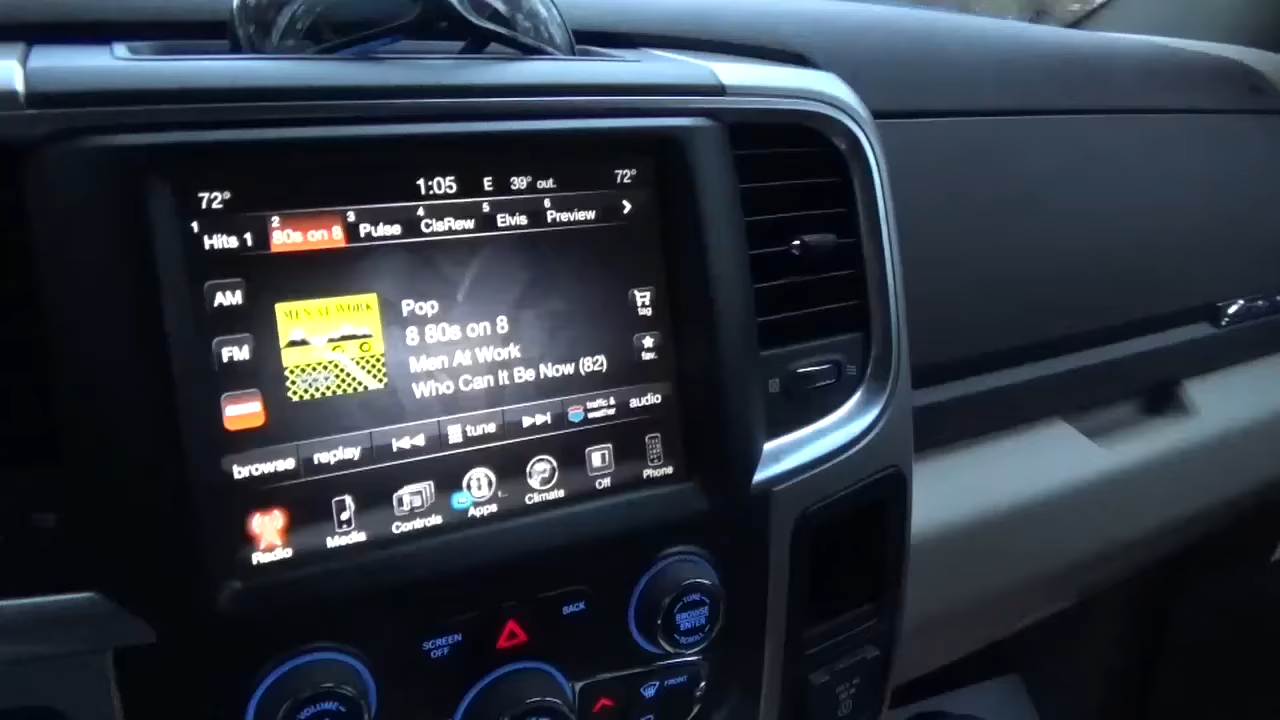 72° 1:05 E 39° out. 72°
1 Hits 1 2 80s on 8 3 Pulse 4 ClsRew 5 Elvis 6 Preview
AM
FM
MEN AT WORK
Pop
8 80s on 8
Men At Work
Who Can It Be Now (82)
tag
fav.
browse replay tune traffic & weather audio
Radio Media Controls Apps Climate Off Phone
SCREEN OFF
BACK
TUNE
BROWSE
ENTER
SCROLL
VOLUME
FRONT